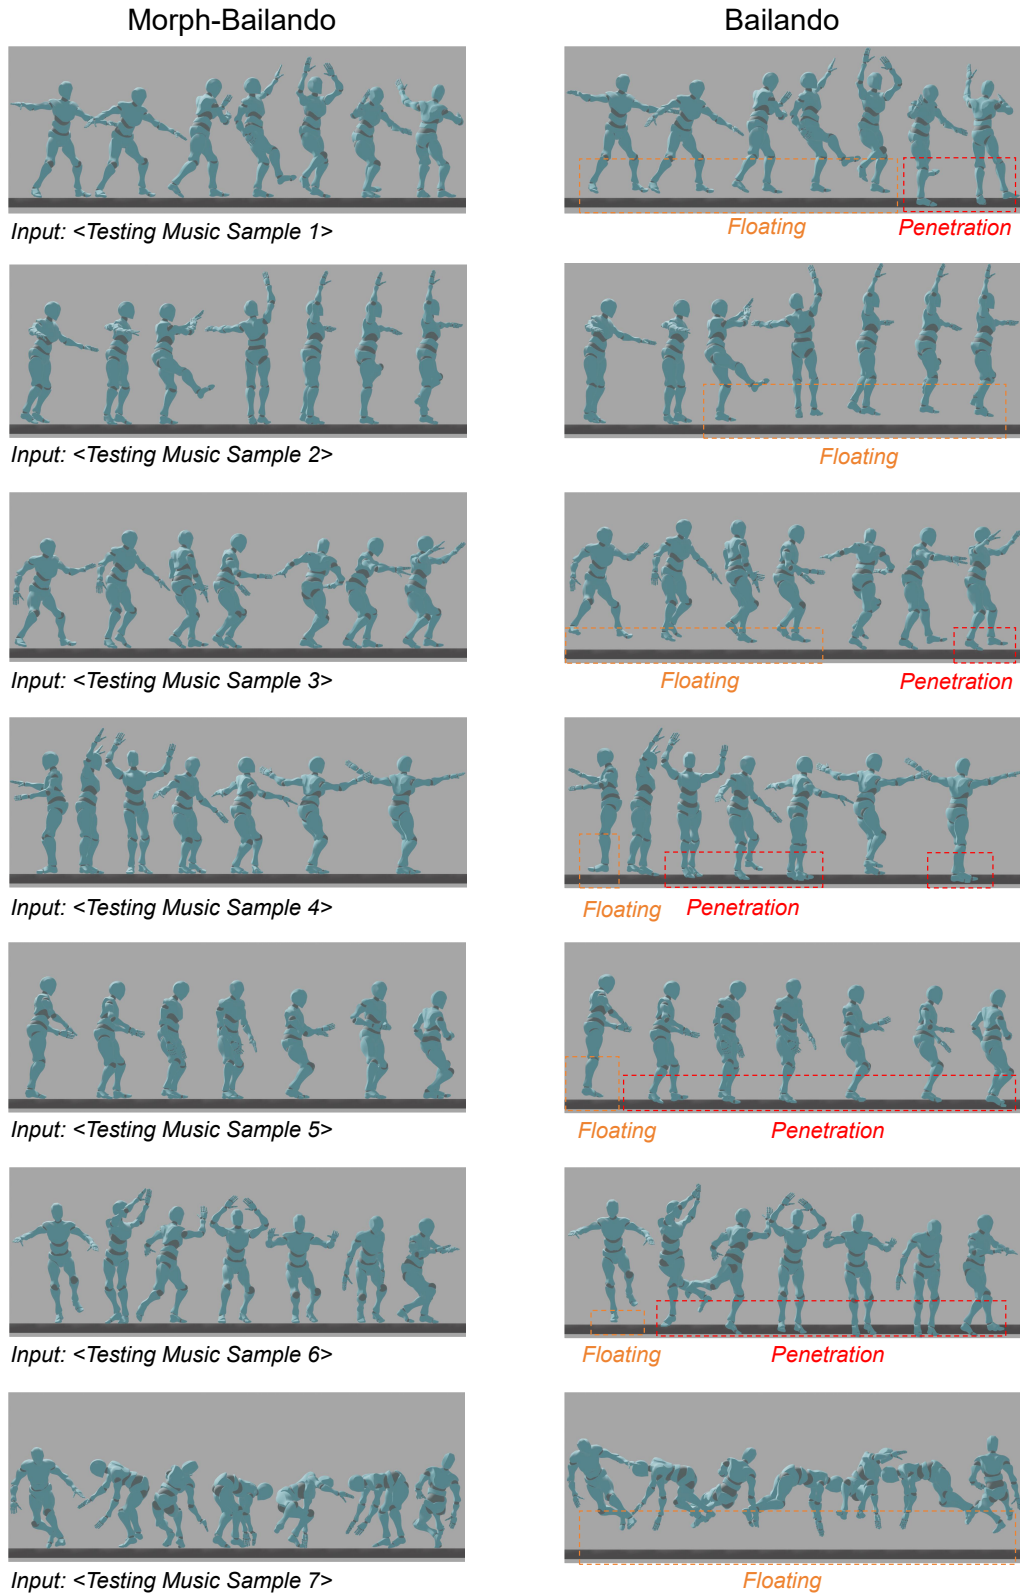 Morph-Bailando
Bailando
Input: <Testing Music Sample 1>
Floating
Penetration
Input: <Testing Music Sample 2>
Floating
Input: <Testing Music Sample 3>
Floating
Penetration
Input: <Testing Music Sample 4>
Floating
Penetration
Input: <Testing Music Sample 5>
Floating
Penetration
Input: <Testing Music Sample 6>
Floating
Penetration
Input: <Testing Music Sample 7>
Floating